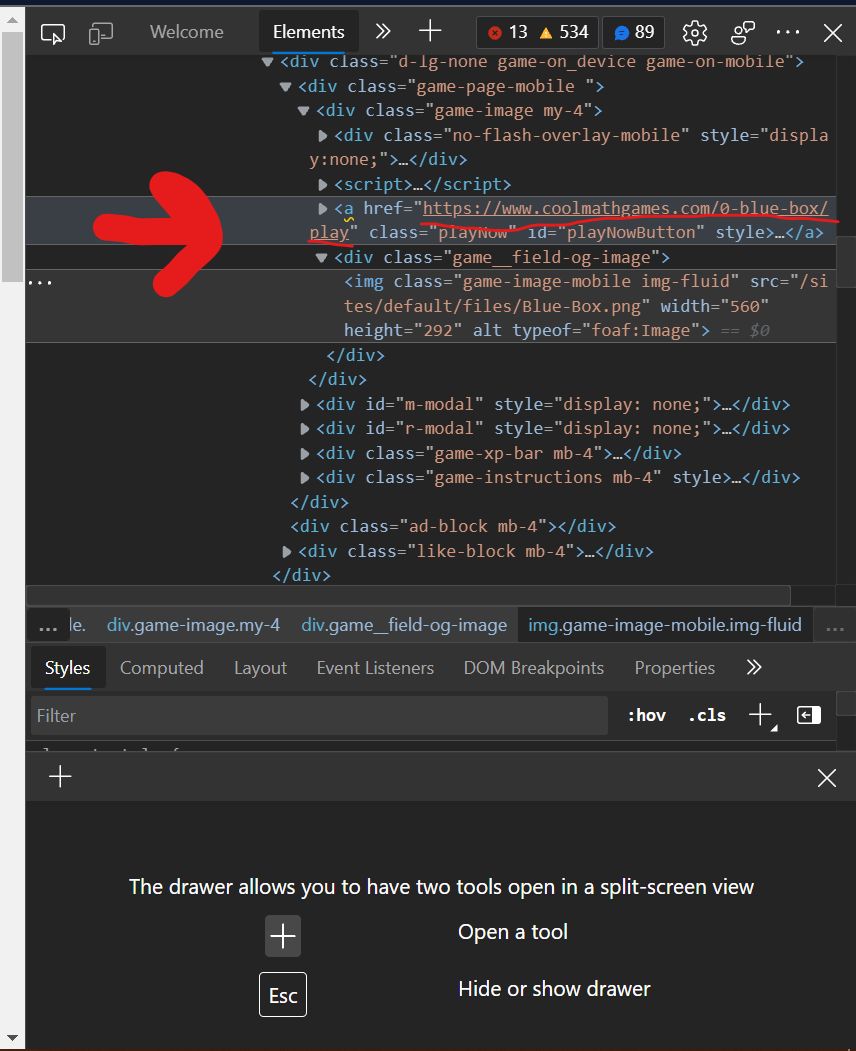 Welcome Elements 13 534 89
<div class="d-lg-none game-on_device game-on-mobile">
<div class="game-page-mobile ">
<div class="game-image my-4">
<div class="no-flash-overlay-mobile" style="displa
y:none;">…</div>
<script>…</script>
<a href="https://www.coolmathgames.com/0-blue-box/
play" class="playNow" id="playNowButton" style>…</a>
<div class="game__field-og-image">
...
<img class="game-image-mobile img-fluid" src="/si
tes/default/files/Blue-Box.png" width="560"
height="292" alt typeof="foaf:Image"> == $0
</div>
</div>
<div id="m-modal" style="display: none;">…</div>
<div id="r-modal" style="display: none;">…</div>
<div class="game-xp-bar mb-4">…</div>
<div class="game-instructions mb-4" style>…</div>
</div>
<div class="ad-block mb-4"></div>
<div class="like-block mb-4">…</div>
</div>
... le. div.game-image.my-4 div.game__field-og-image img.game-image-mobile.img-fluid ...
Styles Computed Layout Event Listeners DOM Breakpoints Properties
Filter :hov .cls
The drawer allows you to have two tools open in a split-screen view
+ Open a tool
Esc Hide or show drawer